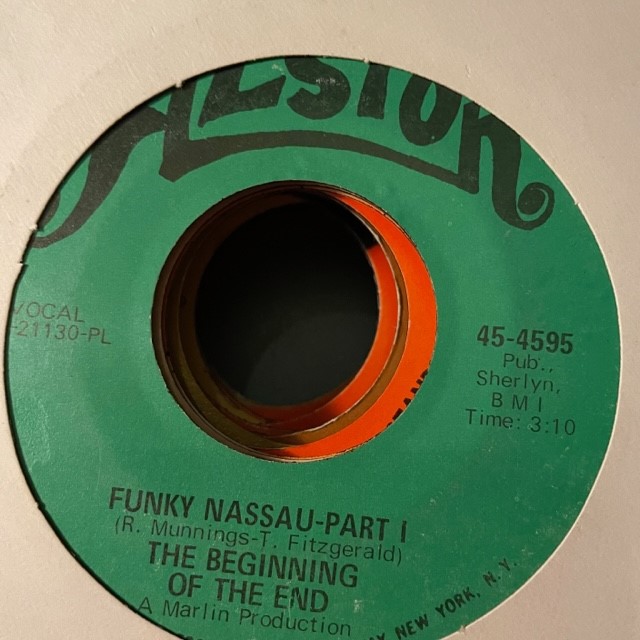 ALSTON
VOCAL
-21130-PL
45-4595
Pub.,
Sherlyn,
B M I
Time: 3:10
FUNKY NASSAU-PART I
(R. Munnings-T. Fitzgerald)
THE BEGINNING
OF THE END
A Marlin Production
NEW YORK, N. Y.